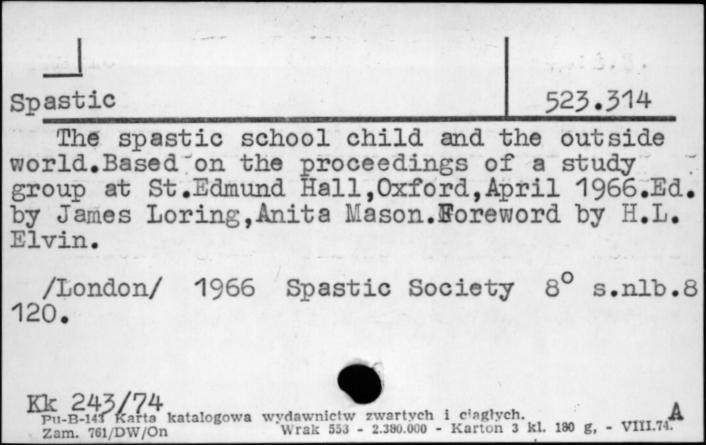 Spastic 523.314
The spastic school child and the outside
world.Based on the proceedings of a study
group at St.Edmund Hall,Oxford,April 1966.Ed.
by James Loring,Anita Mason.Foreword by H.L.
Elvin.
/London/ 1966 Spastic Society 8° s.nlb.8
120.
Kk 243/74
Pu-B-143 Karta katalogowa wydawnictw zwartych i ciągłych. A
Zam. 761/DW/On Wrak 553 - 2.380.000 - Karton 3 kl. 180 g, - VIII.74.